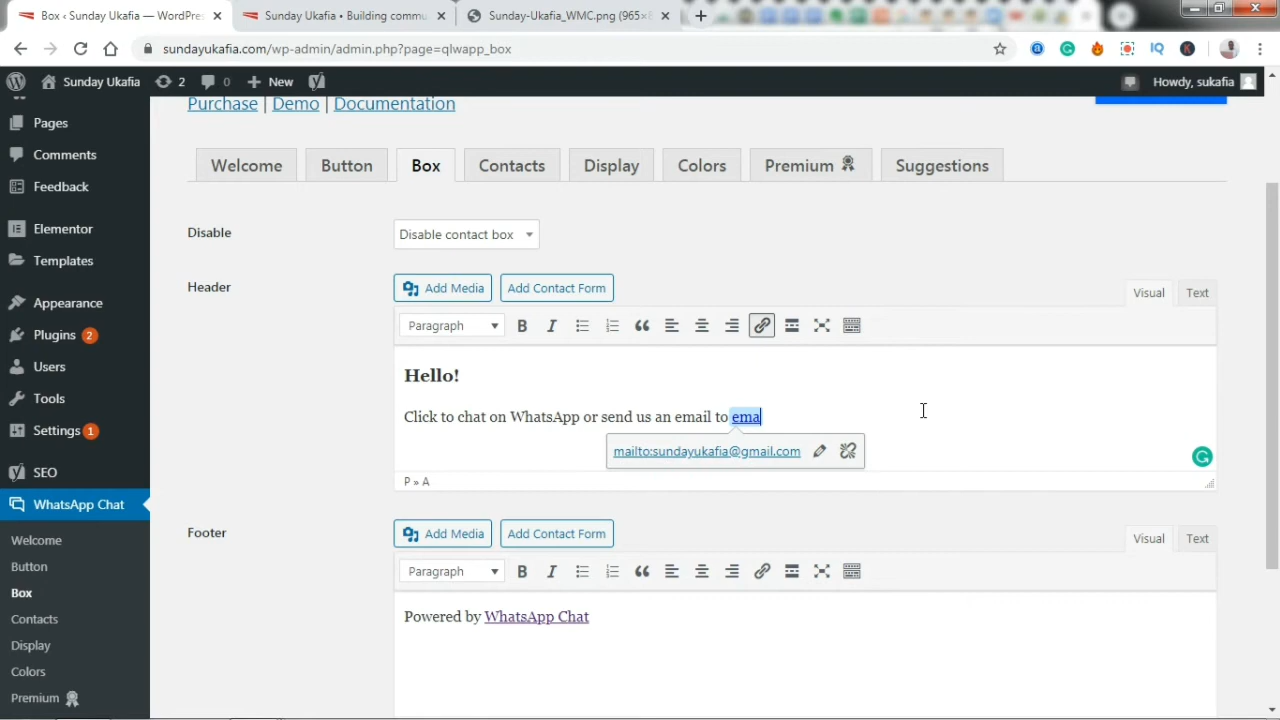 Box ‹ Sunday Ukafia — WordPres
Sunday Ukafia • Building commu
Sunday-Ukafia_WMC.png (965×
sundayukafia.com/wp-admin/admin.php?page=qlwapp_box
IQ
K
Sunday Ukafia
2
0
New
Howdy, sukafia
Purchase | Demo | Documentation
Pages
Comments
Feedback
Elementor
Templates
Appearance
Plugins 2
Users
Tools
Settings 1
SEO
WhatsApp Chat
Welcome
Button
Box
Contacts
Display
Colors
Premium
Welcome
Button
Box
Contacts
Display
Colors
Premium
Suggestions
Disable
Disable contact box
Header
Add Media
Add Contact Form
Visual
Text
Paragraph
B
I
Hello!
Click to chat on WhatsApp or send us an email to ema
mailto:sundayukafia@gmail.com
P » A
Footer
Add Media
Add Contact Form
Visual
Text
Paragraph
B
I
Powered by WhatsApp Chat